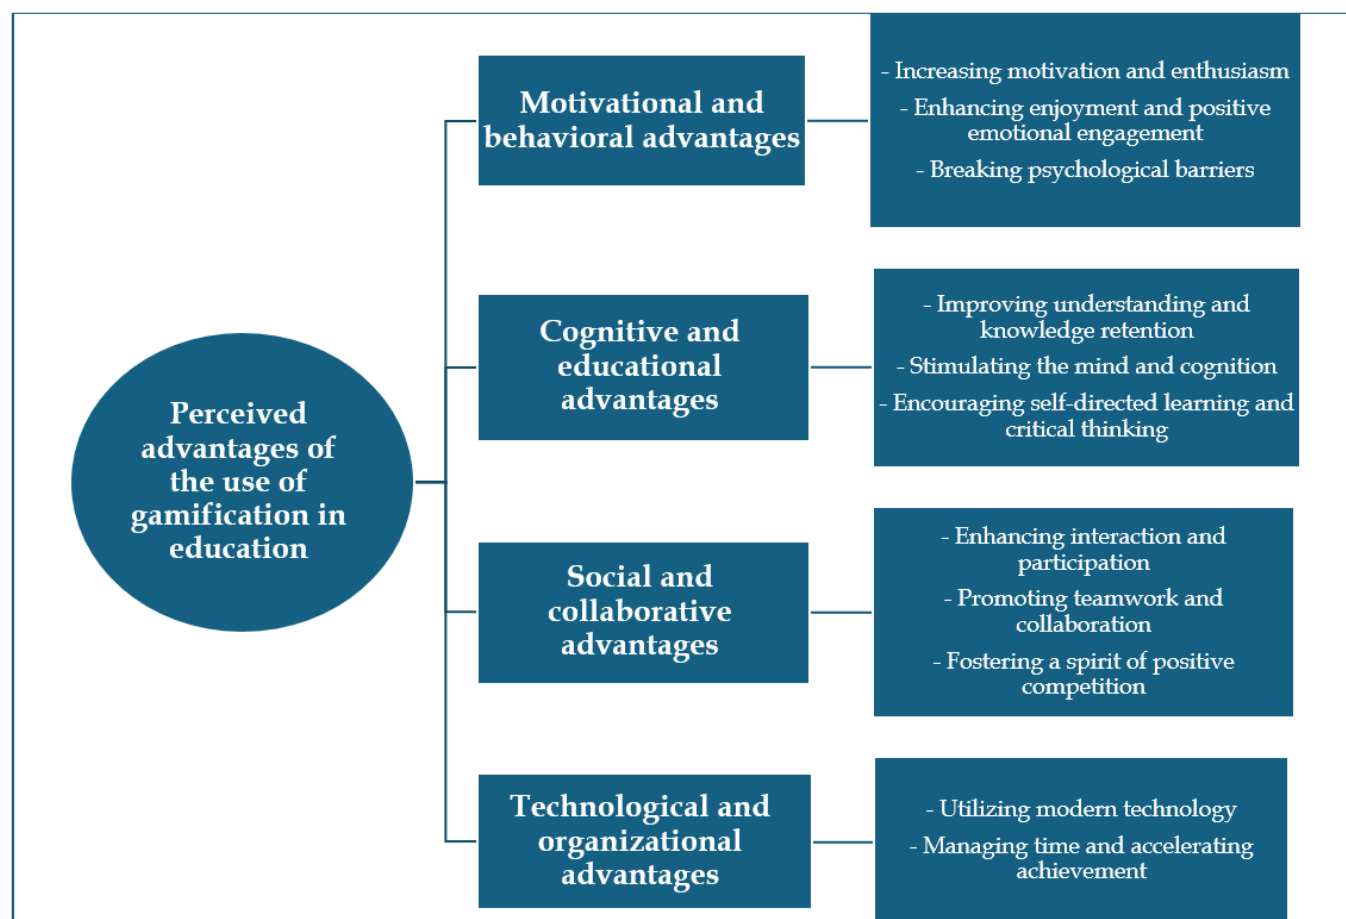 Perceived
advantages of
the use of
gamification in
education
Motivational and
behavioral advantages
- Increasing motivation and enthusiasm
- Enhancing enjoyment and positive
emotional engagement
- Breaking psychological barriers
Cognitive and
educational
advantages
- Improving understanding and
knowledge retention
- Stimulating the mind and cognition
- Encouraging self-directed learning and
critical thinking
Social and
collaborative
advantages
- Enhancing interaction and
participation
- Promoting teamwork and
collaboration
- Fostering a spirit of positive
competition
Technological and
organizational
advantages
- Utilizing modern technology
- Managing time and accelerating
achievement